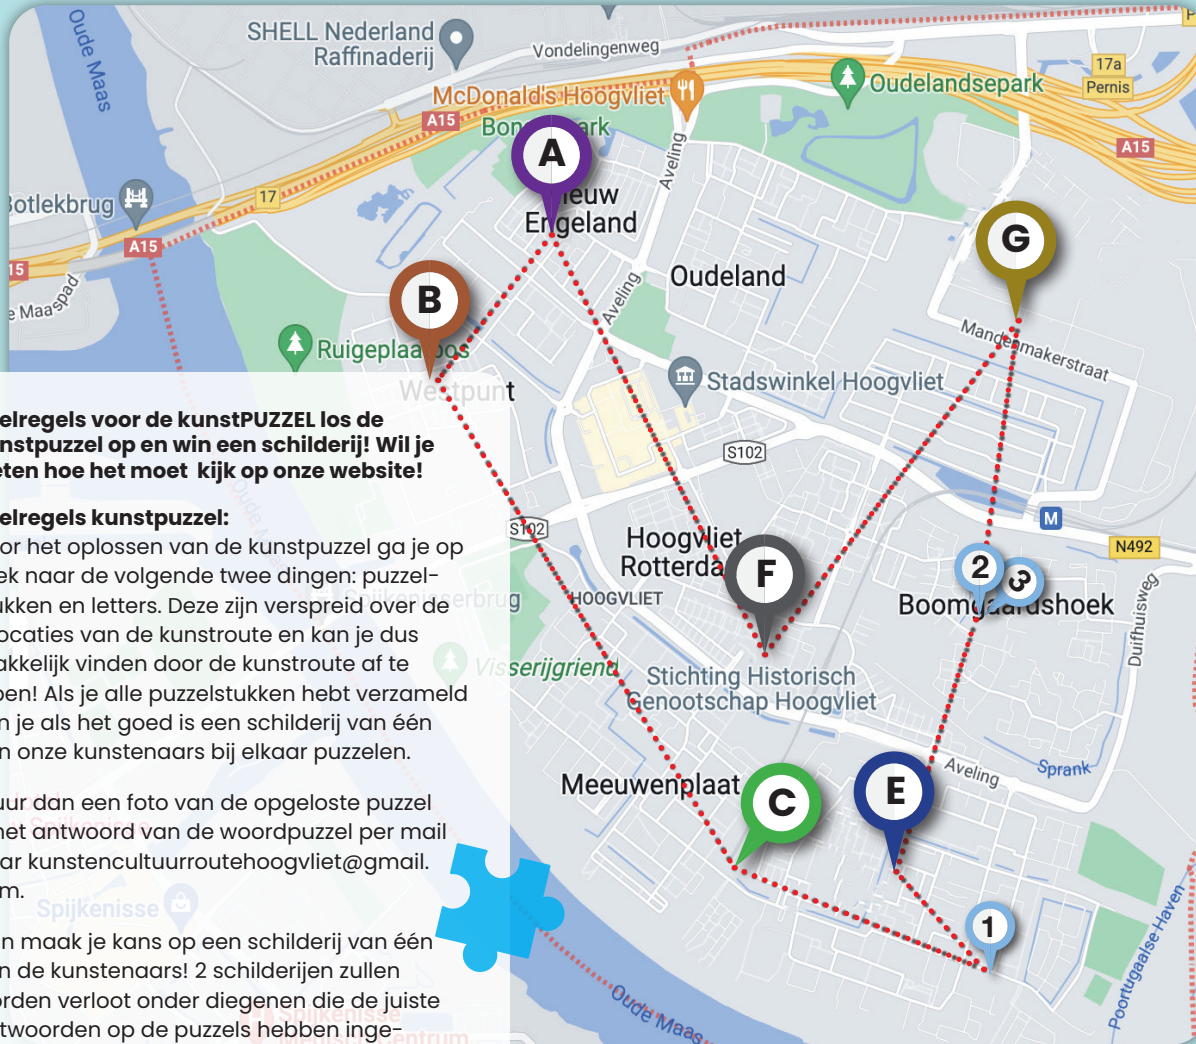 Oude Maas
SHELL Nederland
Raffinaderij
Vondelingenweg
17a
Pernis
McDonald's Hoogvliet
Oudelandsepark
A15
A15
A
Aveling
Botlekbrug
17
Engeland
A15
G
15
Oudeland
B
Aveling
Mandenmakerstraat
Westpunt
Stadswinkel Hoogvliet
elregels voor de kunstPUZZEL los de
nstpuzzel op en win een schilderij! Wil je
eten hoe het moet kijk op onze website!
S102
elregels kunstpuzzel:
S102
M
or het oplossen van de kunstpuzzel ga je op
ek naar de volgende twee dingen: puzzel-
ukken en letters. Deze zijn verspreid over de
ocaties van de kunstroute en kan je dus
akkelijk vinden door de kunstroute af te
pen! Als je alle puzzelstukken hebt verzameld
n je als het goed is een schilderij van één
n onze kunstenaars bij elkaar puzzelen.
N492
Hoogvliet
F
2
3
HOOGVLIET
Duifhuisweg
Spijkenisserbrug
Visserijgriend
Stichting Historisch
Genootschap Hoogvliet
Aveling
Sprank
Meeuwenplaat
C
E
uur dan een foto van de opgeloste puzzel
net antwoord van de woordpuzzel per mail
ar kunstencultuurroutehoogvliet@gmail.
m.
Spijkenisse
1
n maak je kans op een schilderij van één
n de kunstenaars! 2 schilderijen zullen
orden verloot onder diegenen die de juiste
twoorden op de puzzels hebben inge-
Spijkenisse
Oude Maas
Poortugaalse Haven